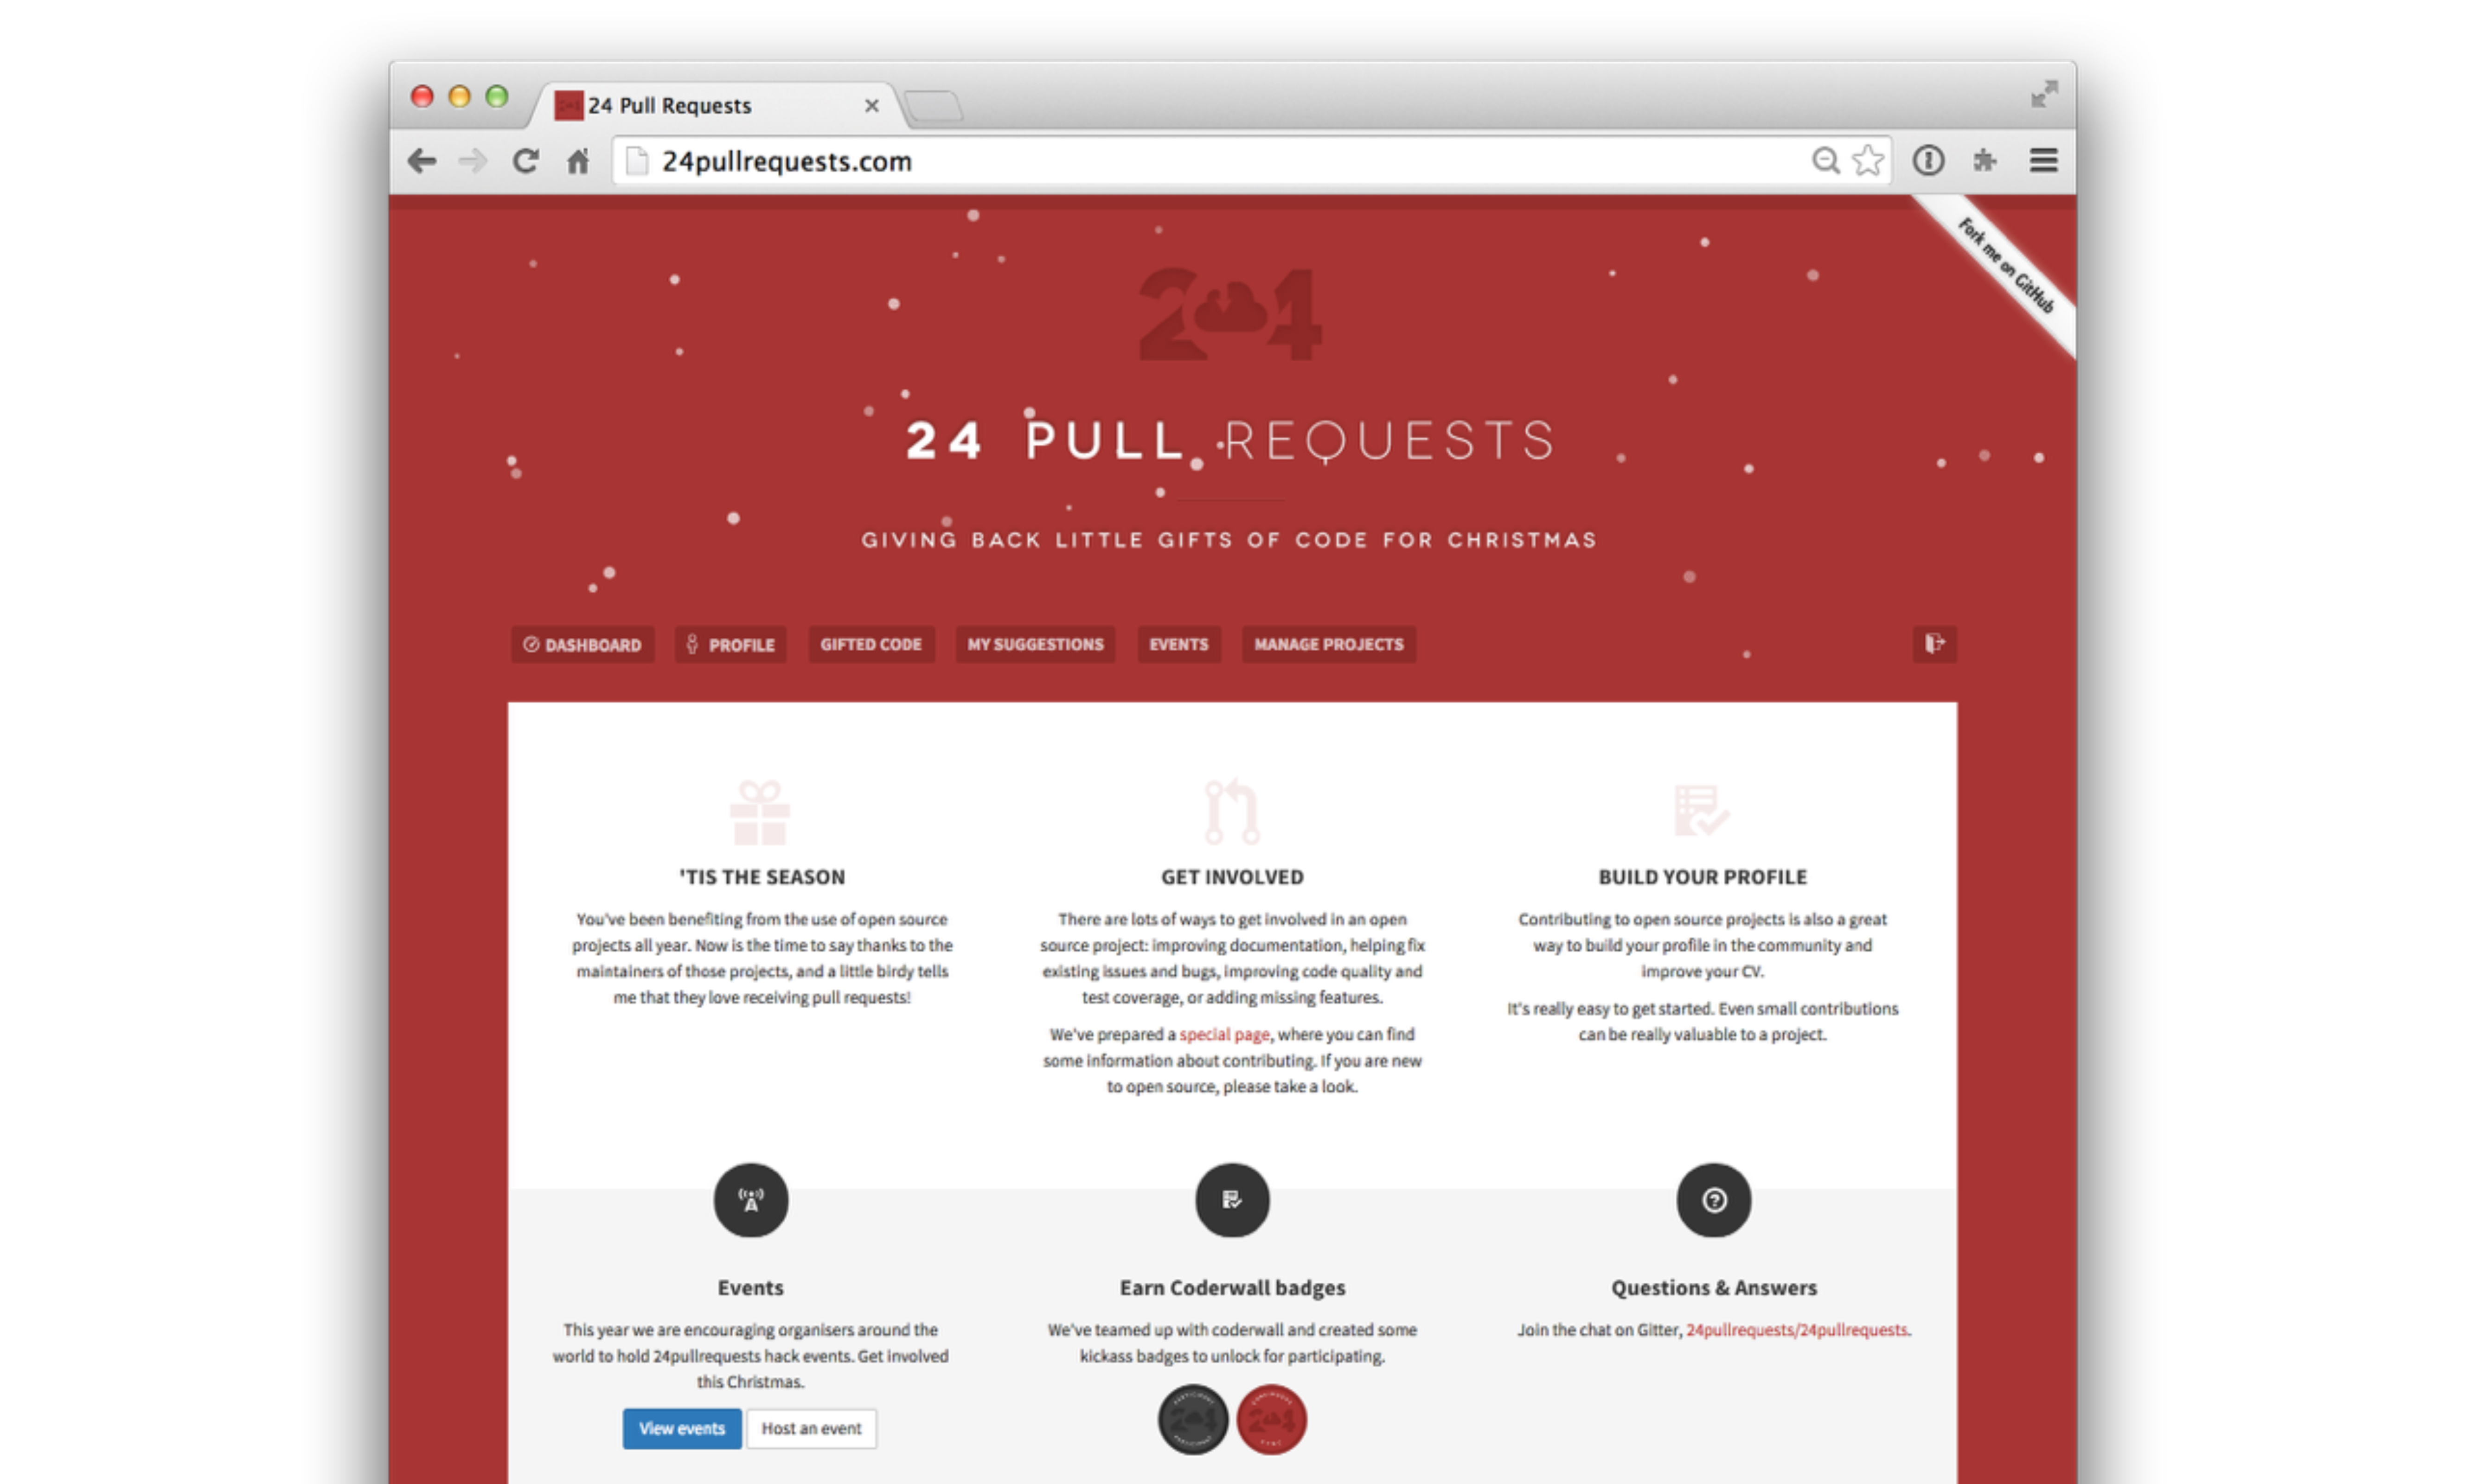 24 Pull Requests
24pullrequests.com
Fork me on GitHub
24
24 PULL REQUESTS
GIVING BACK LITTLE GIFTS OF CODE FOR CHRISTMAS
DASHBOARD PROFILE GIFTED CODE MY SUGGESTIONS EVENTS MANAGE PROJECTS
'TIS THE SEASON
You've been benefiting from the use of open source
projects all year. Now is the time to say thanks to the
maintainers of those projects, and a little birdy tells
me that they love receiving pull requests!
GET INVOLVED
There are lots of ways to get involved in an open
source project: improving documentation, helping fix
existing issues and bugs, improving code quality and
test coverage, or adding missing features.
We've prepared a special page, where you can find
some information about contributing. If you are new
to open source, please take a look.
BUILD YOUR PROFILE
Contributing to open source projects is also a great
way to build your profile in the community and
improve your CV.
It's really easy to get started. Even small contributions
can be really valuable to a project.
Events
This year we are encouraging organisers around the
world to hold 24pullrequests hack events. Get involved
this Christmas.
View events Host an event
Earn Coderwall badges
We've teamed up with coderwall and created some
kickass badges to unlock for participating.
24 24
Questions & Answers
Join the chat on Gitter, 24pullrequests/24pullrequests.